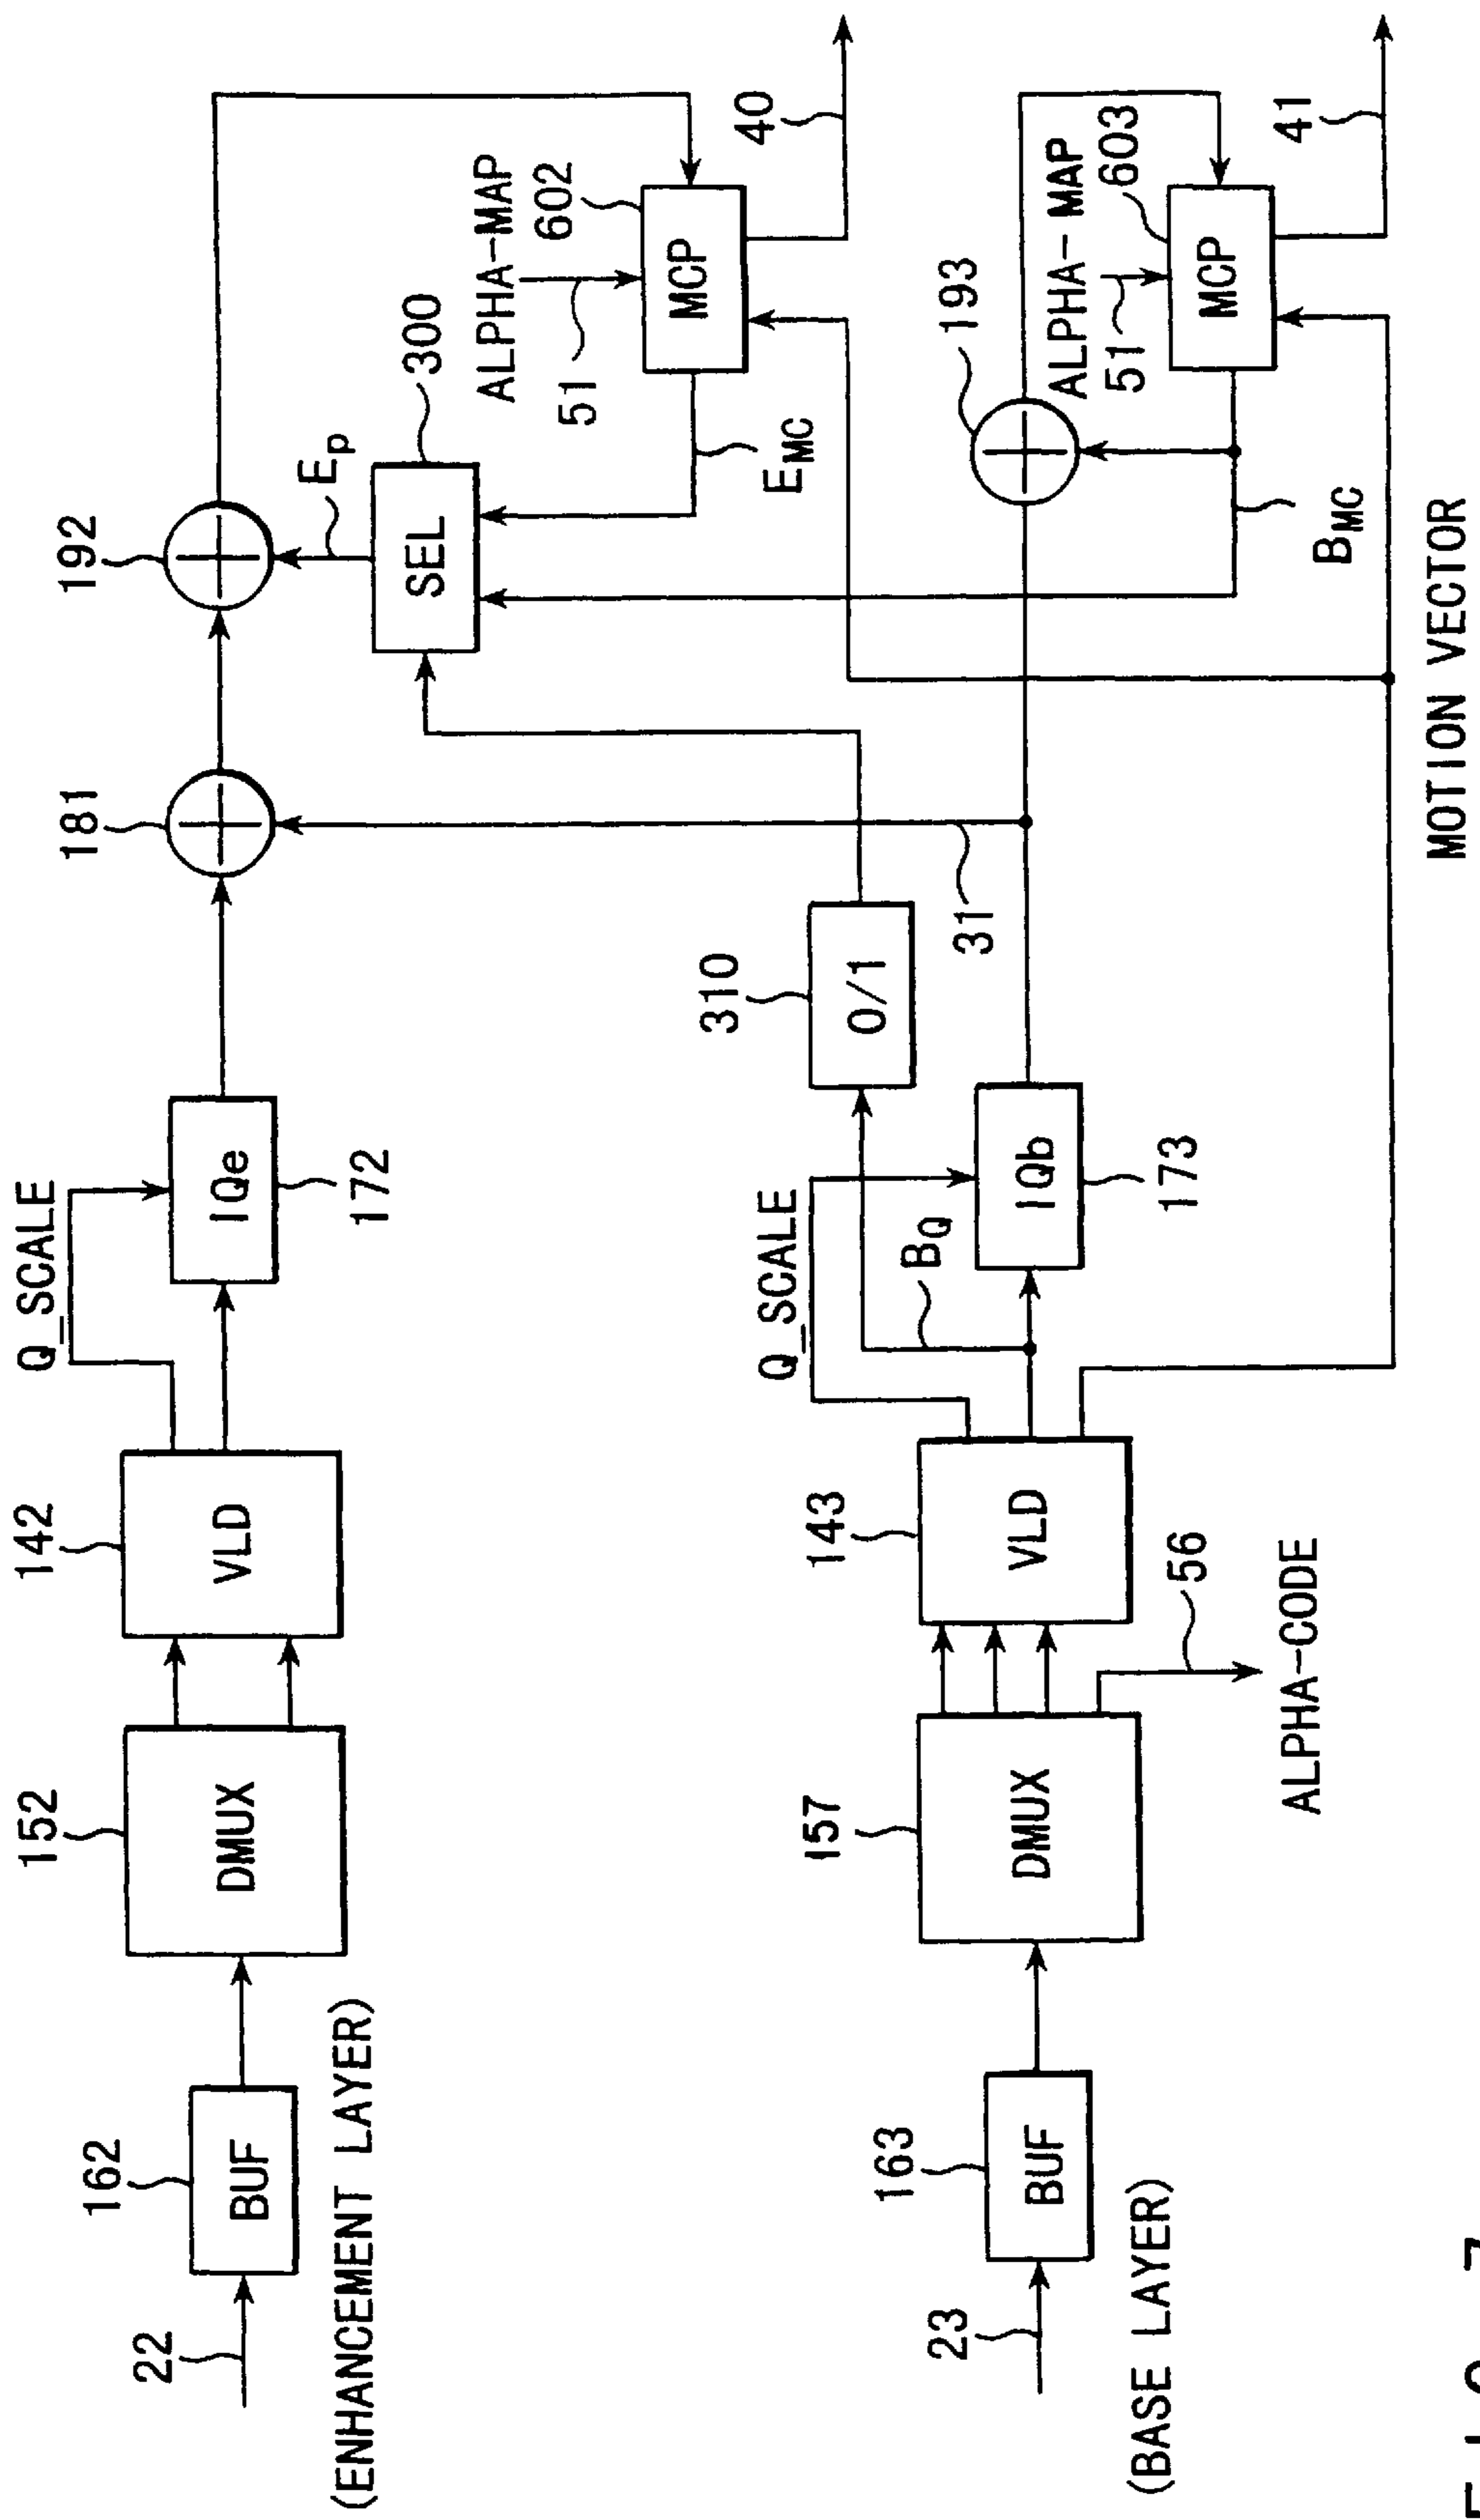 22
162
BUF
(ENHANCEMENT LAYER)
152
DMUX
142
VLD
Q_SCALE
IQe
172
181
192
Ep
SEL
300
ALPHA-MAP
51
602
MCP
EMC
40
23
163
BUF
(BASE LAYER)
157
DMUX
56
ALPHA-CODE
143
VLD
Q_SCALE
BQ
IQb
173
310
0/1
31
193
ALPHA-MAP
51
603
MCP
BMC
41
MOTION VECTOR